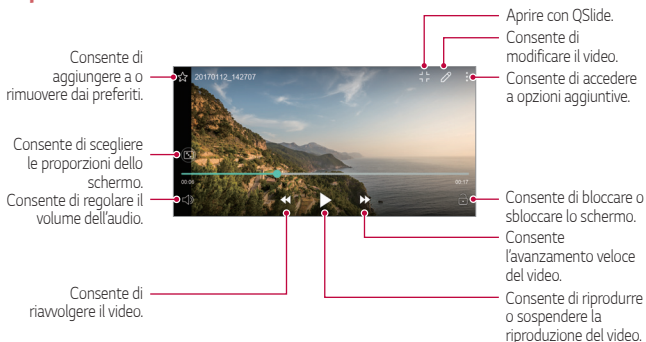 Aprire con QSlide.
Consente di
modificare il video.
Consente di accedere
a opzioni aggiuntive.
Consente di
aggiungere a o
rimuovere dai preferiti.
20170112_142707
Consente di scegliere
le proporzioni dello
schermo.
00:06
00:17
Consente di regolare il
volume dell'audio.
Consente di bloccare o
sbloccare lo schermo.
Consente
l'avanzamento veloce
del video.
Consente di
riavvolgere il video.
Consente di riprodurre
o sospendere la
riproduzione del video.